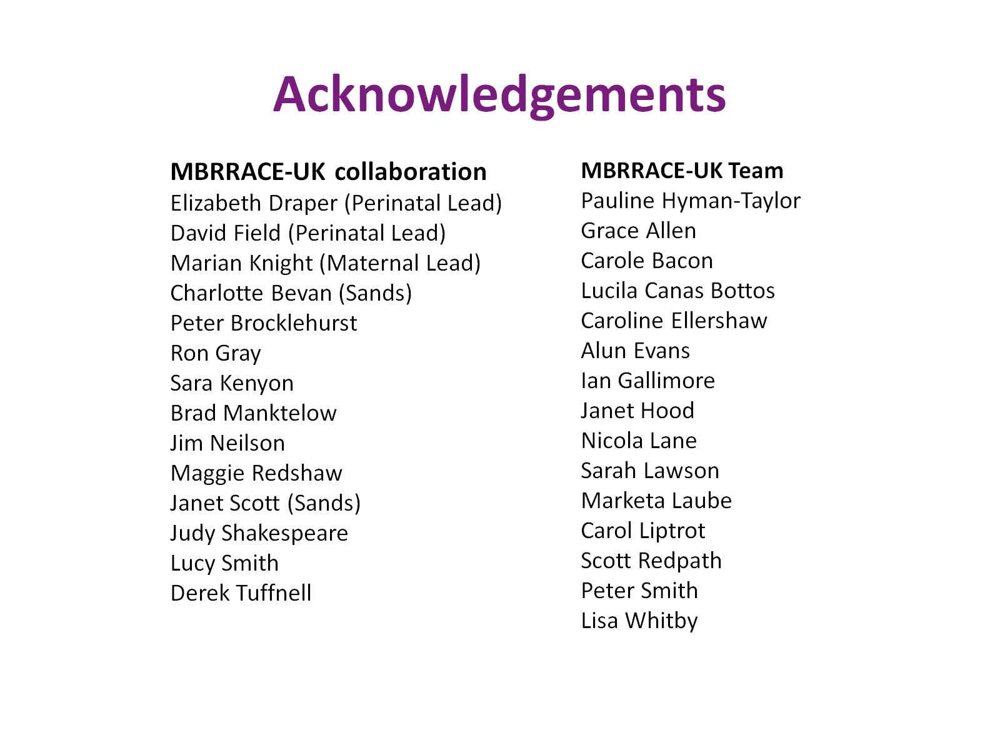 Acknowledgements
MBRRACE-UK collaboration
Elizabeth Draper (Perinatal Lead)
David Field (Perinatal Lead)
Marian Knight (Maternal Lead)
Charlotte Bevan (Sands)
Peter Brocklehurst
Ron Gray
Sara Kenyon
Brad Manktelow
Jim Neilson
Maggie Redshaw
Janet Scott (Sands)
Judy Shakespeare
Lucy Smith
Derek Tuffnell
MBRRACE-UK Team
Pauline Hyman-Taylor
Grace Allen
Carole Bacon
Lucila Canas Bottos
Caroline Ellershaw
Alun Evans
Ian Gallimore
Janet Hood
Nicola Lane
Sarah Lawson
Marketa Laube
Carol Liptrot
Scott Redpath
Peter Smith
Lisa Whitby